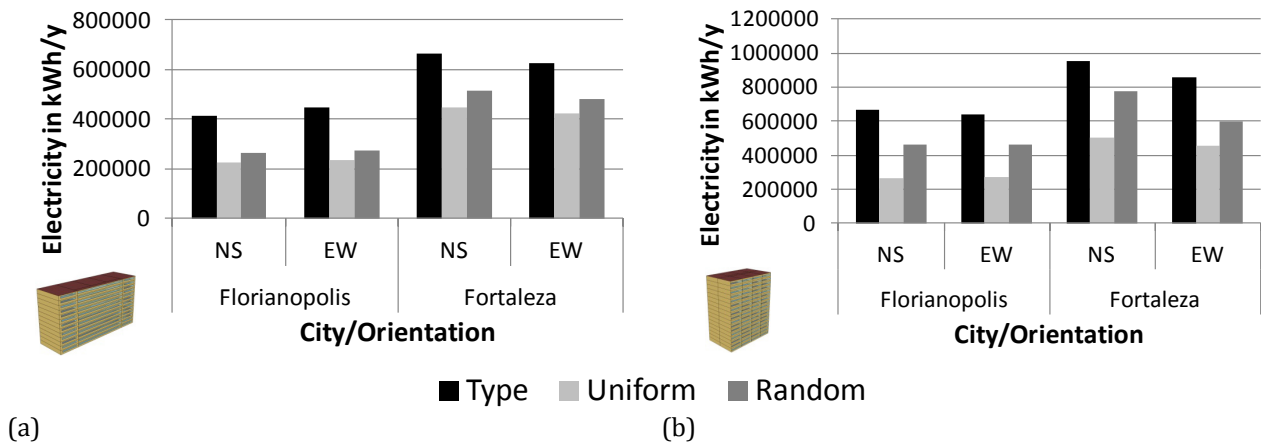 800000
600000
400000
200000
0
Electricity in kWh/y
NS
EW
NS
EW
Florianopolis
Fortaleza
City/Orientation
1200000
1000000
800000
600000
400000
200000
0
Electricity in kWh/y
NS
EW
NS
EW
Florianopolis
Fortaleza
City/Orientation
Type Uniform Random
(a)
(b)